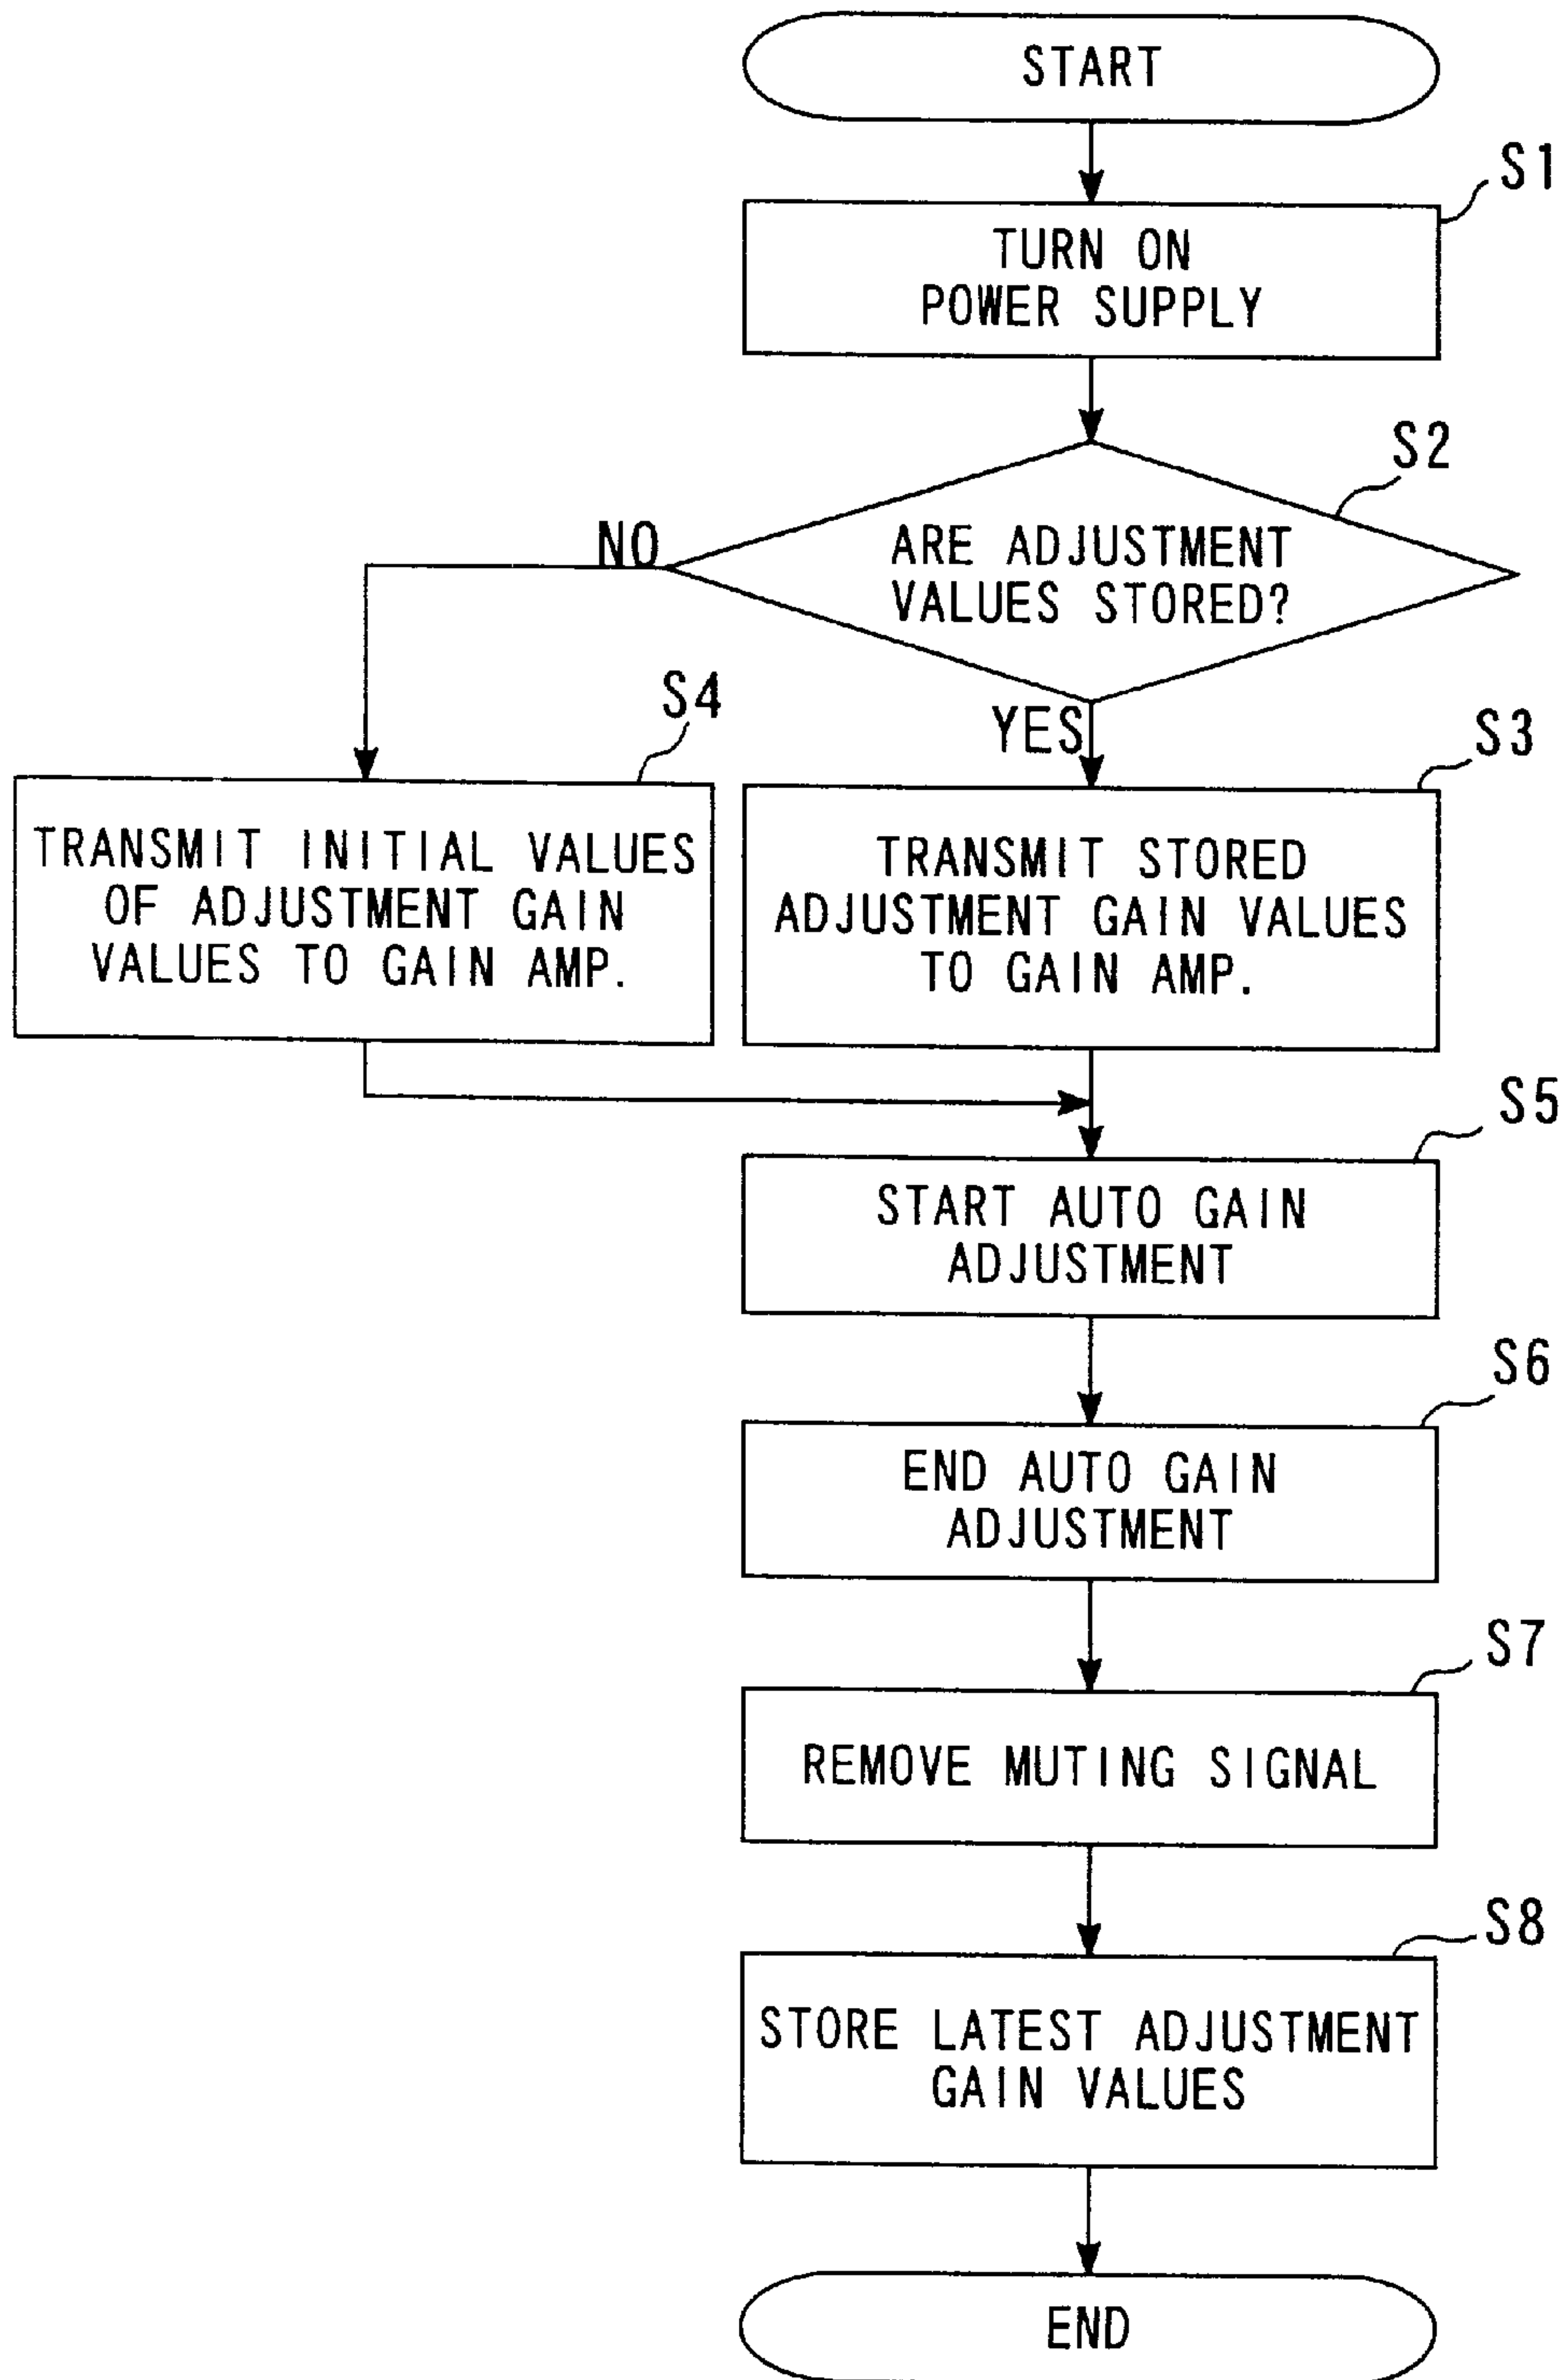 START
S1
TURN ON
POWER SUPPLY
S2
ARE ADJUSTMENT
VALUES STORED?
NO
YES
S4
TRANSMIT INITIAL VALUES
OF ADJUSTMENT GAIN
VALUES TO GAIN AMP.
S3
TRANSMIT STORED
ADJUSTMENT GAIN VALUES
TO GAIN AMP.
S5
START AUTO GAIN
ADJUSTMENT
S6
END AUTO GAIN
ADJUSTMENT
S7
REMOVE MUTING SIGNAL
S8
STORE LATEST ADJUSTMENT
GAIN VALUES
END